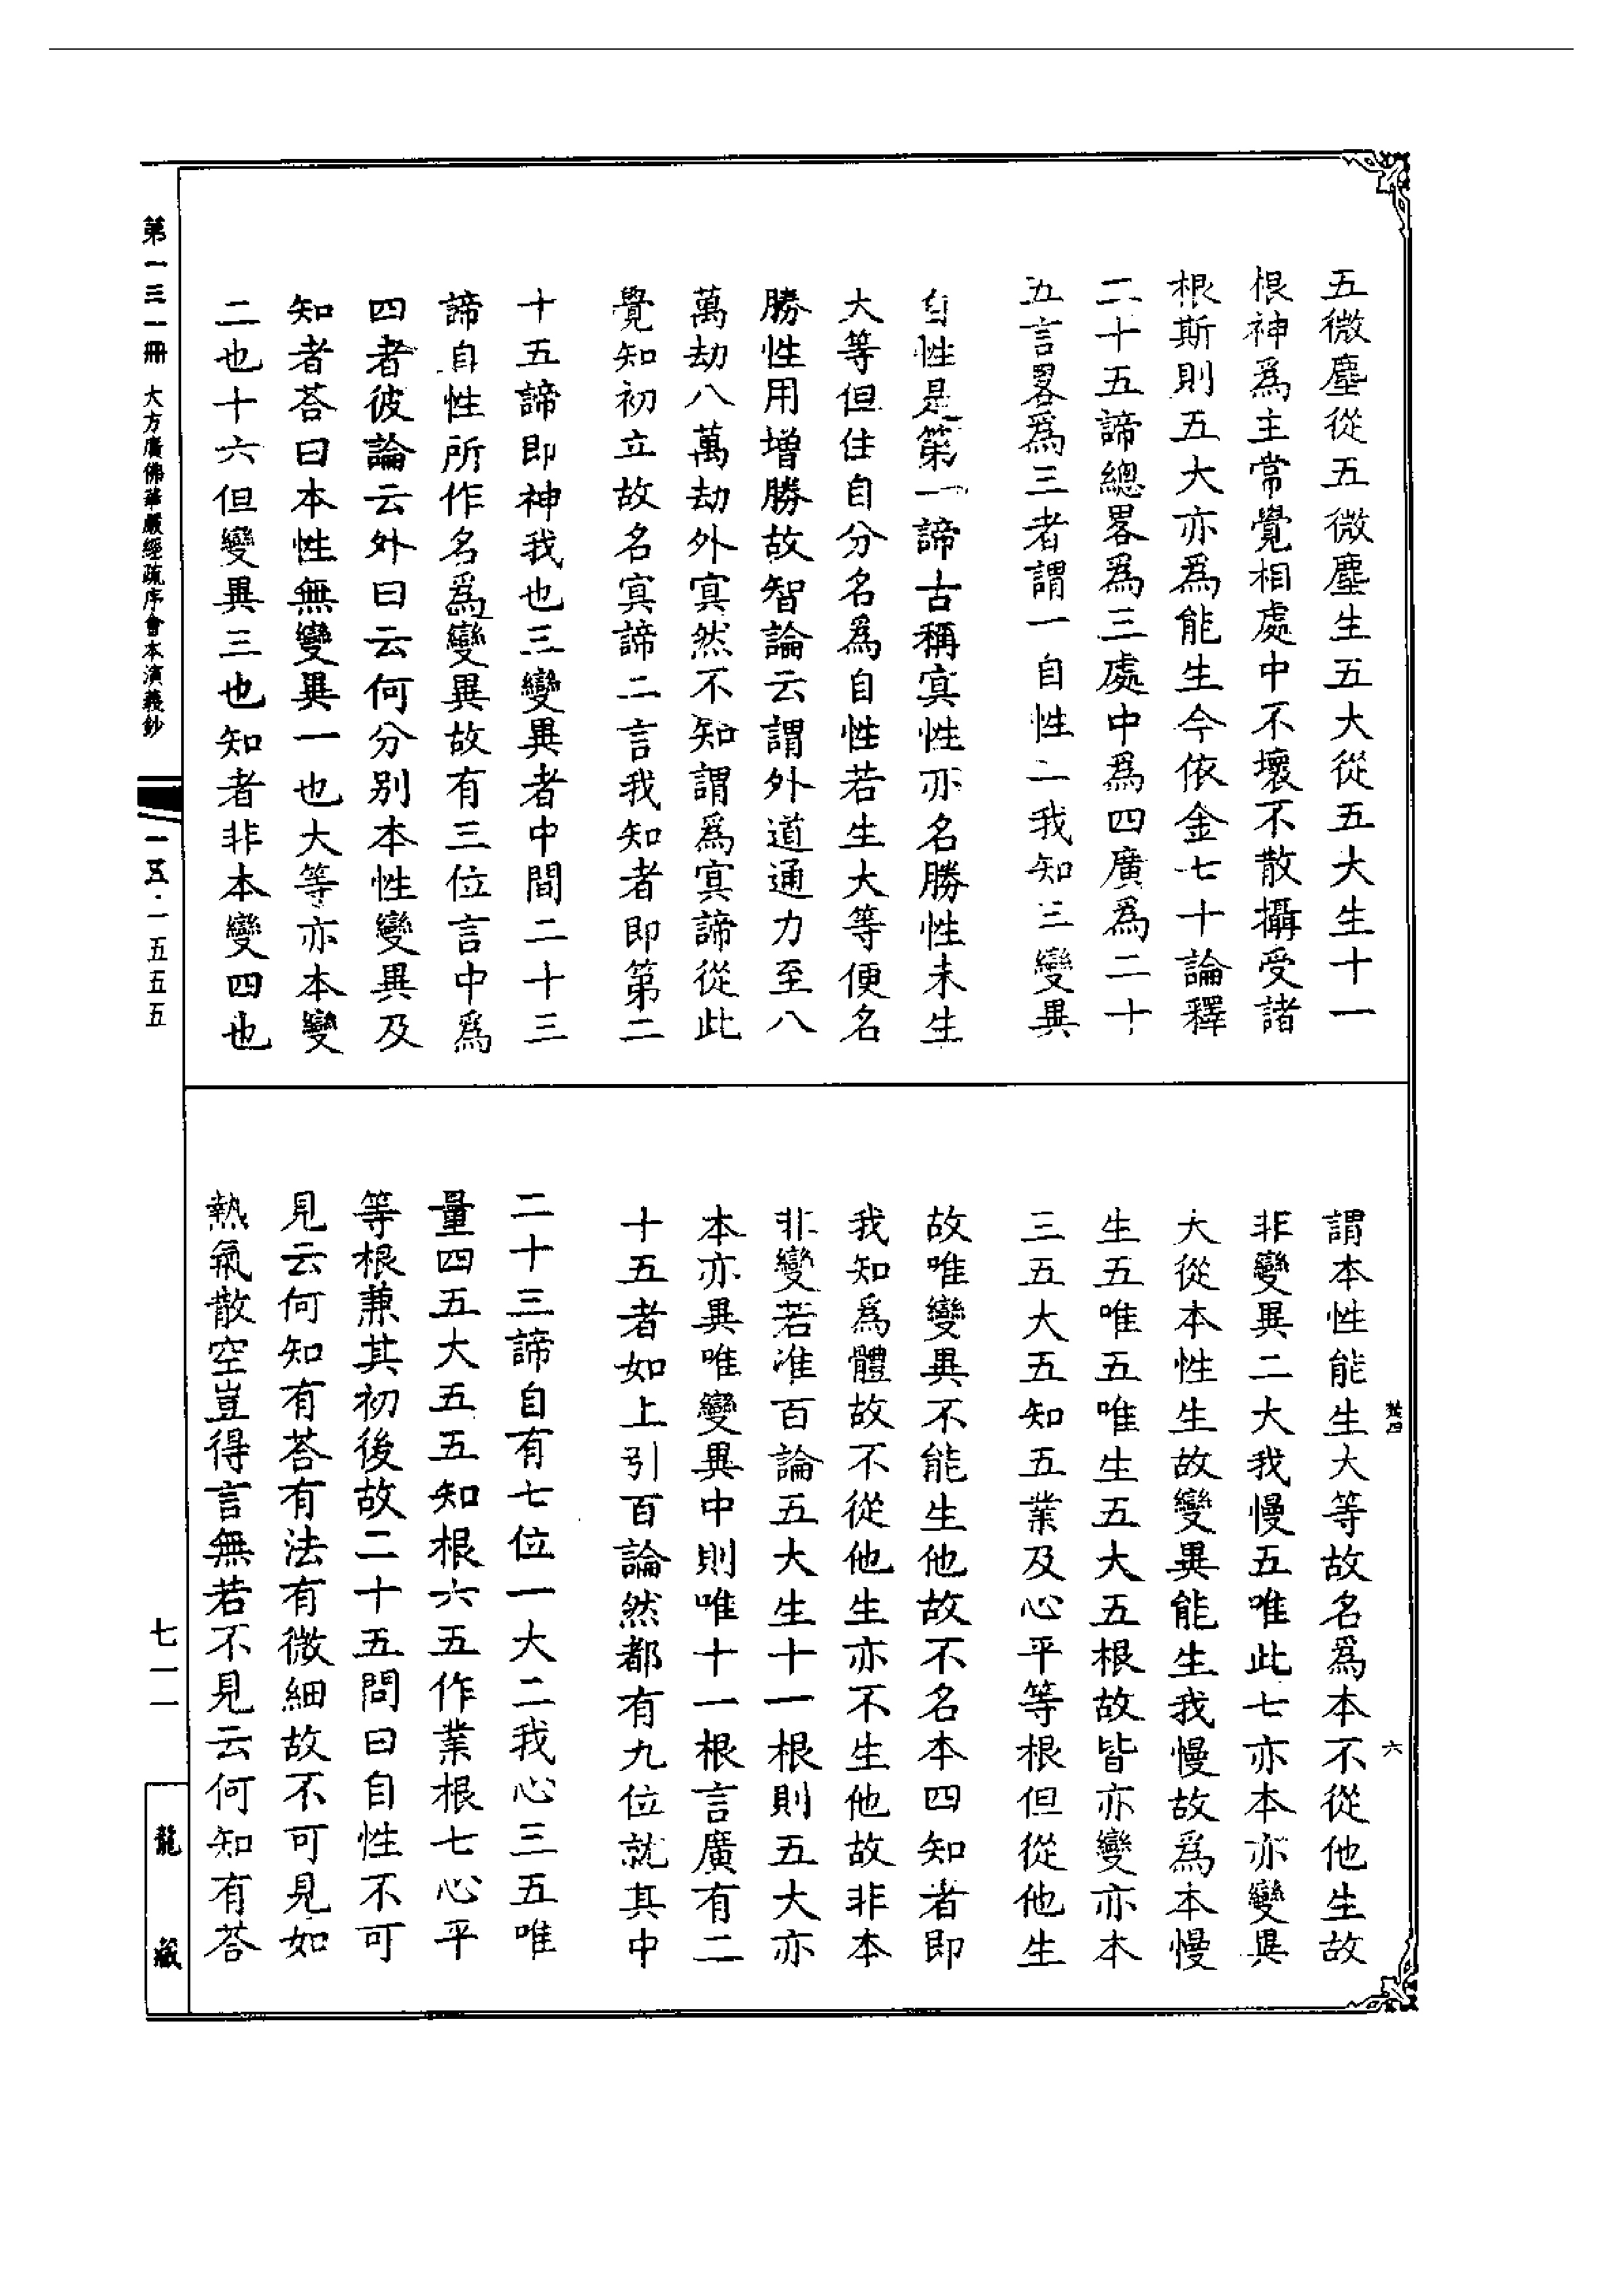 五微塵從五微塵生五大從五大生十一
根神爲主常覺相處中不壞不散攝受諸
根斯則五大亦爲能生今依金七十論釋
二十五諦總畧爲三處中爲四廣爲二十
五言畧爲三者謂一自性二我知三變異
自性是第一諦古稱寘性亦名勝性未生
大等但住自分名爲自性若生大等便名
勝性用增勝故智論云謂外道通力至八
萬劫八萬劫外寘然不知謂爲寘諦從此
覺知初立故名寘諦二言我知者即第二
十五諦即神我也三變異者中間二十三
諦自性所作名爲變異故有三位言中爲
四者彼論云外曰云何分別本性變異及
知者荅曰本性無變異一也大等亦本變
二也十六但變異三也知者非本變四也
謂本性能生大等故名爲本不從他生故
非變異二大我慢五唯此七亦本亦變異
大從本性生故變異能生我慢故爲本慢
生五唯五唯生五大五根故皆亦變亦本
三五大五知五業及心平等根但從他生
故唯變異不能生他故不名本四知者即
我知爲體故不從他生亦不生他故非本
非變若准百論五大生十一根則五大亦
本亦異唯變異中則唯十一根言廣有二
十五者如上引百論然都有九位就其中
二十三諦自有七位一大二我心三五唯
量四五大五五知根六五作業根七心平
等根兼其初後故二十五問曰自性不可
見云何知有荅有法有微細故不可見如
熱氣散空豈得言無若不見云何知有荅
六
第一三一冊 大方廣佛華嚴經疏序會本演義鈔
一五五五
七一一
龍藏